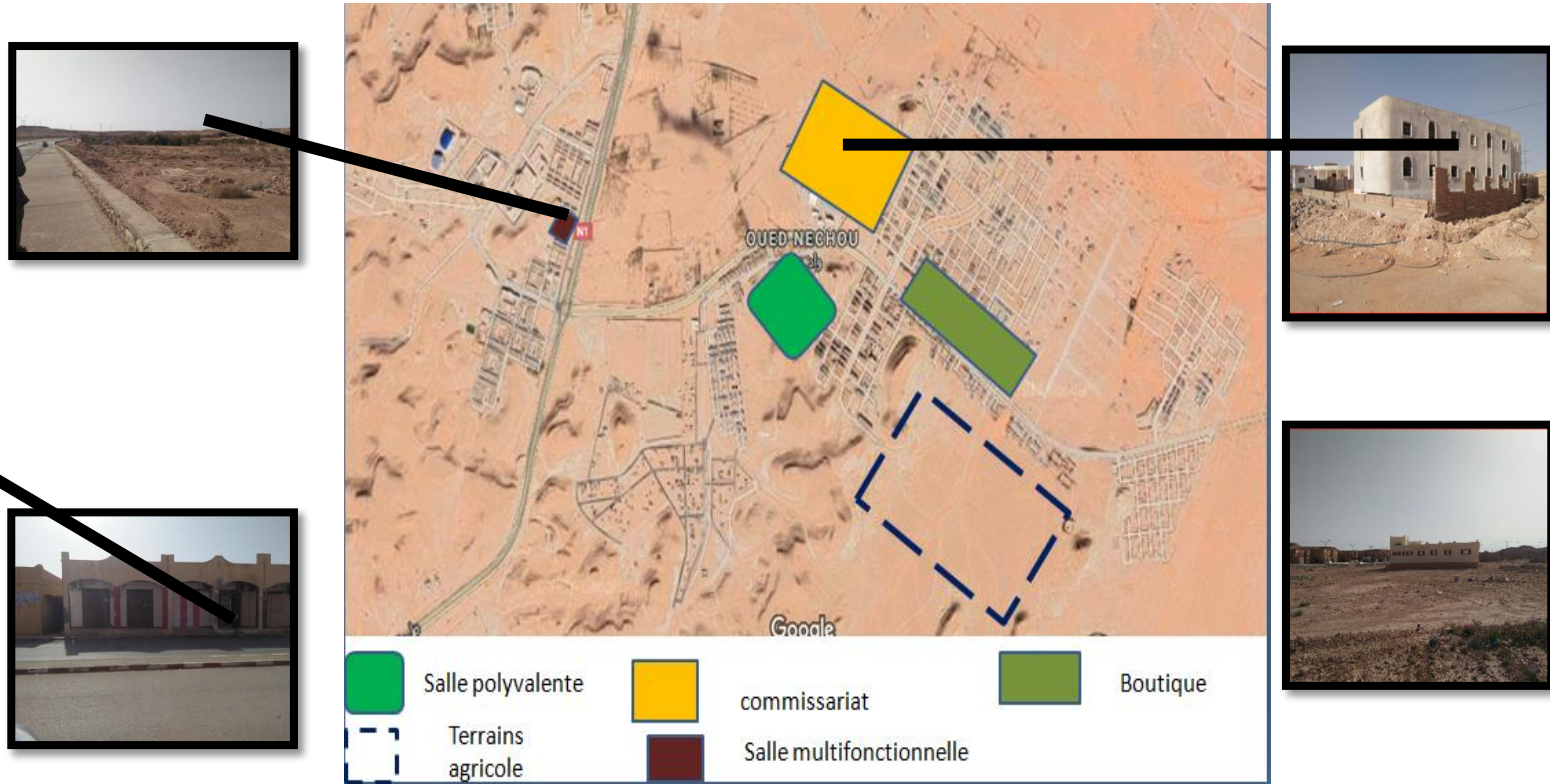 N1
OUED NECHOU
Google
Salle polyvalente
commissariat
Boutique
Terrains
agricole
Salle multifonctionnelle